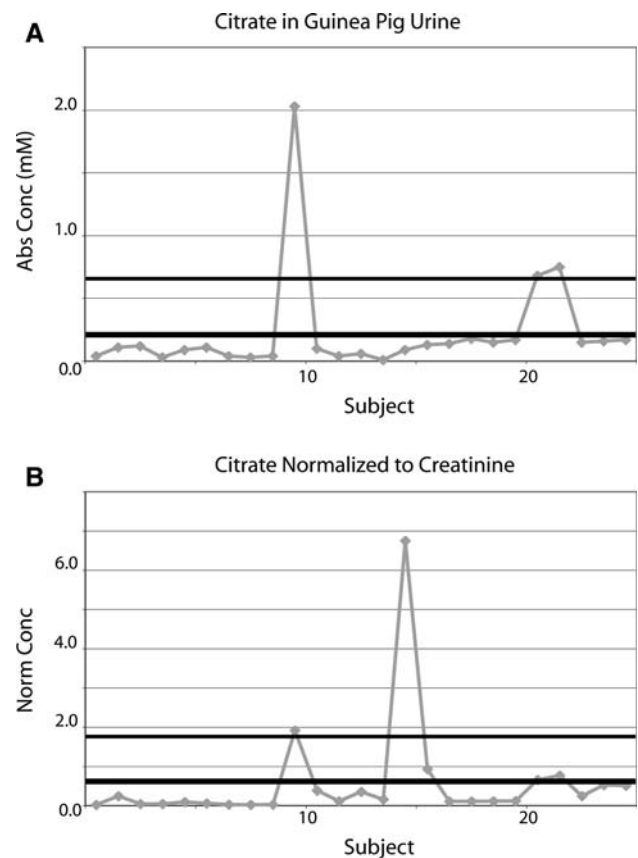 A
Citrate in Guinea Pig Urine
2.0
1.0
0.0
Abs Conc (mM)
10
20
Subject
B
Citrate Normalized to Creatinine
6.0
4.0
2.0
0.0
Norm Conc
10
20
Subject